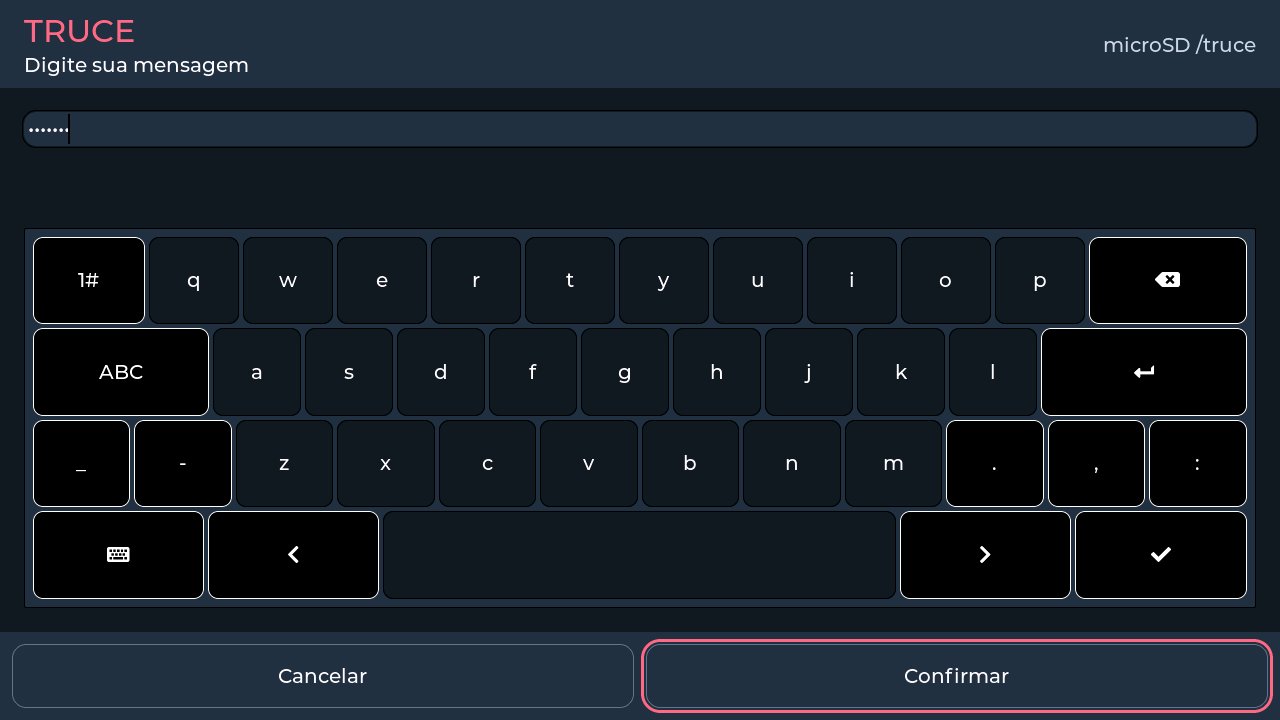 TRUCE
Digite sua mensagem
microSD /truce
•••••••
1# q w e r t y u i o p
ABC a s d f g h j k l
_ - z x c v b n m . , :
Cancelar Confirmar